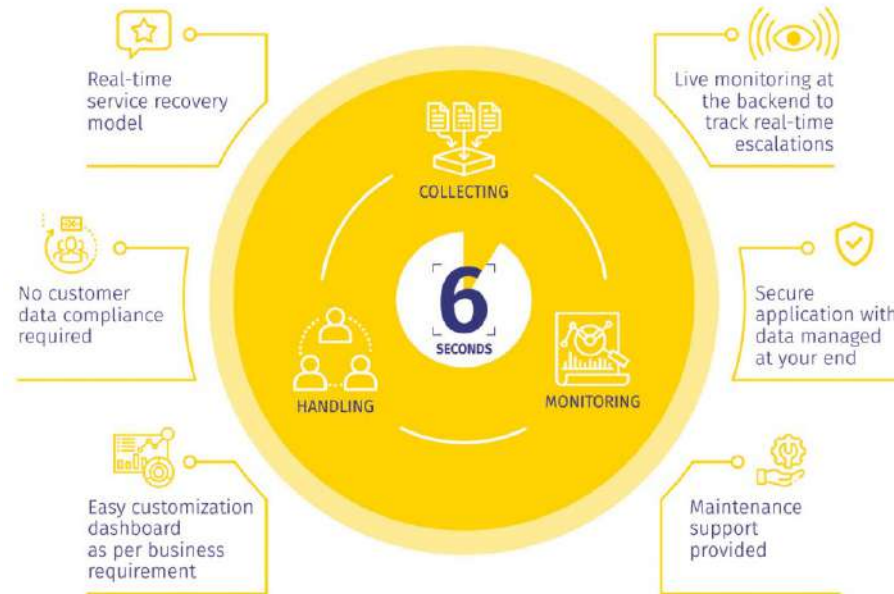 Real-time
service recovery
model
Live monitoring at
the backend to
track real-time
escalations
COLLECTING
6
SECONDS
HANDLING
MONITORING
No customer
data compliance
required
Secure
application with
data managed
at your end
Easy customization
dashboard
as per business
requirement
Maintenance
support
provided